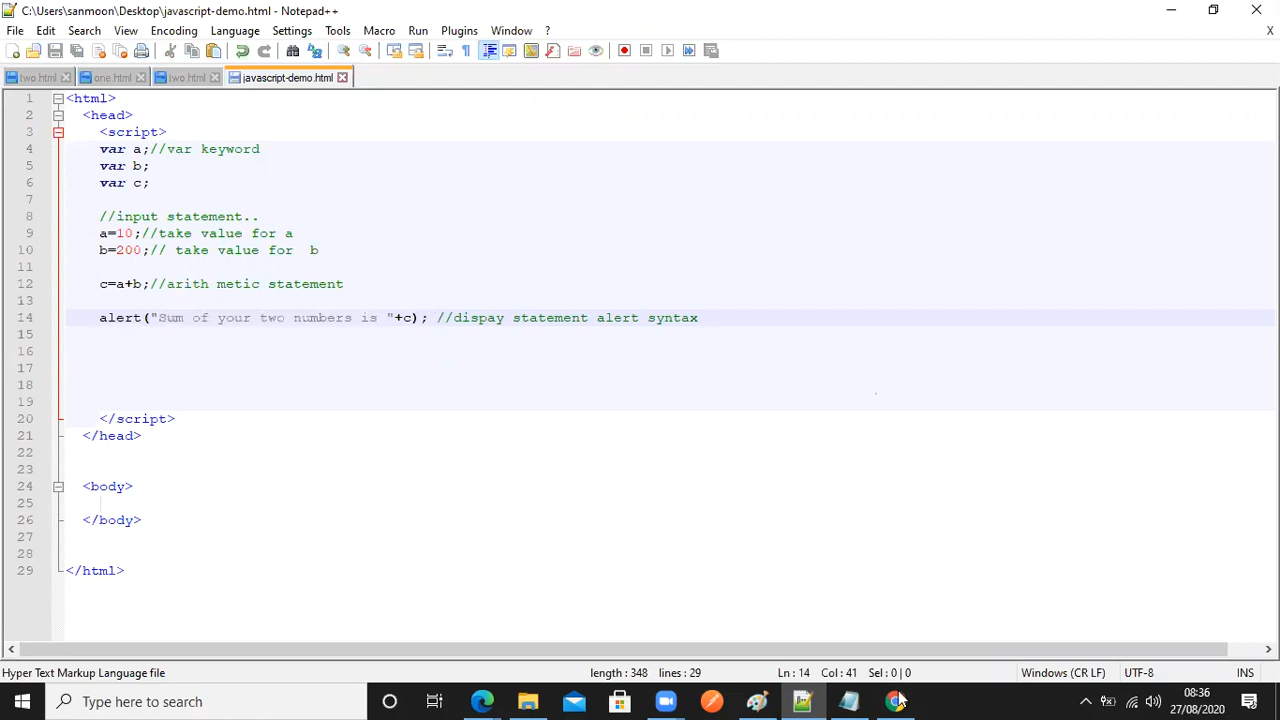 C:\Users\sanmoon\Desktop\javascript-demo.html - Notepad++
File Edit Search View Encoding Language Settings Tools Macro Run Plugins Window ? X
two.html one.html two.html javascript-demo.html
1 <html>
2 <head>
3 <script>
4 var a;//var keyword
5 var b;
6 var c;
7
8 //input statement..
9 a=10;//take value for a
10 b=200;// take value for  b
11
12 c=a+b;//arith metic statement
13
14 alert("Sum of your two numbers is "+c); //dispay statement alert syntax
15
16
17
18
19
20 </script>
21 </head>
22
23
24 <body>
25
26 </body>
27
28
29 </html>
Hyper Text Markup Language file length : 348 lines : 29 Ln : 14 Col : 41 Sel : 0 | 0 Windows (CR LF) UTF-8 INS
Type here to search
08:36
27/08/2020